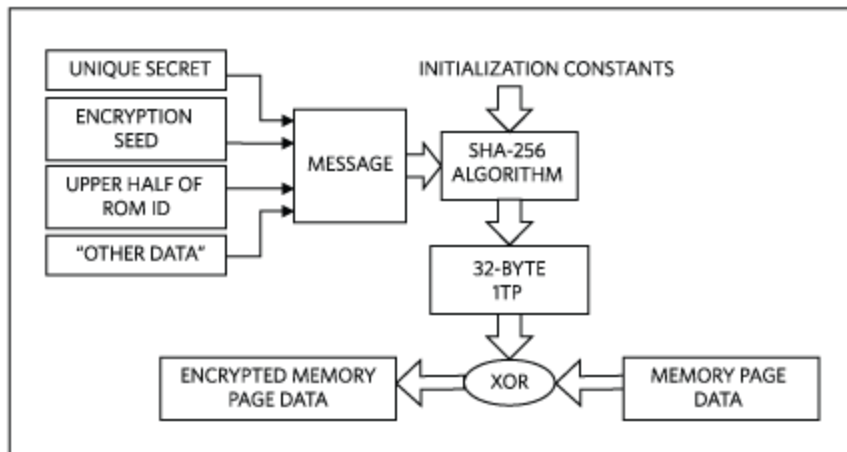 UNIQUE SECRET
ENCRYPTION
SEED
UPPER HALF OF
ROM ID
"OTHER DATA"
MESSAGE
INITIALIZATION CONSTANTS
SHA-256
ALGORITHM
32-BYTE
1TP
XOR
ENCRYPTED MEMORY
PAGE DATA
MEMORY PAGE
DATA